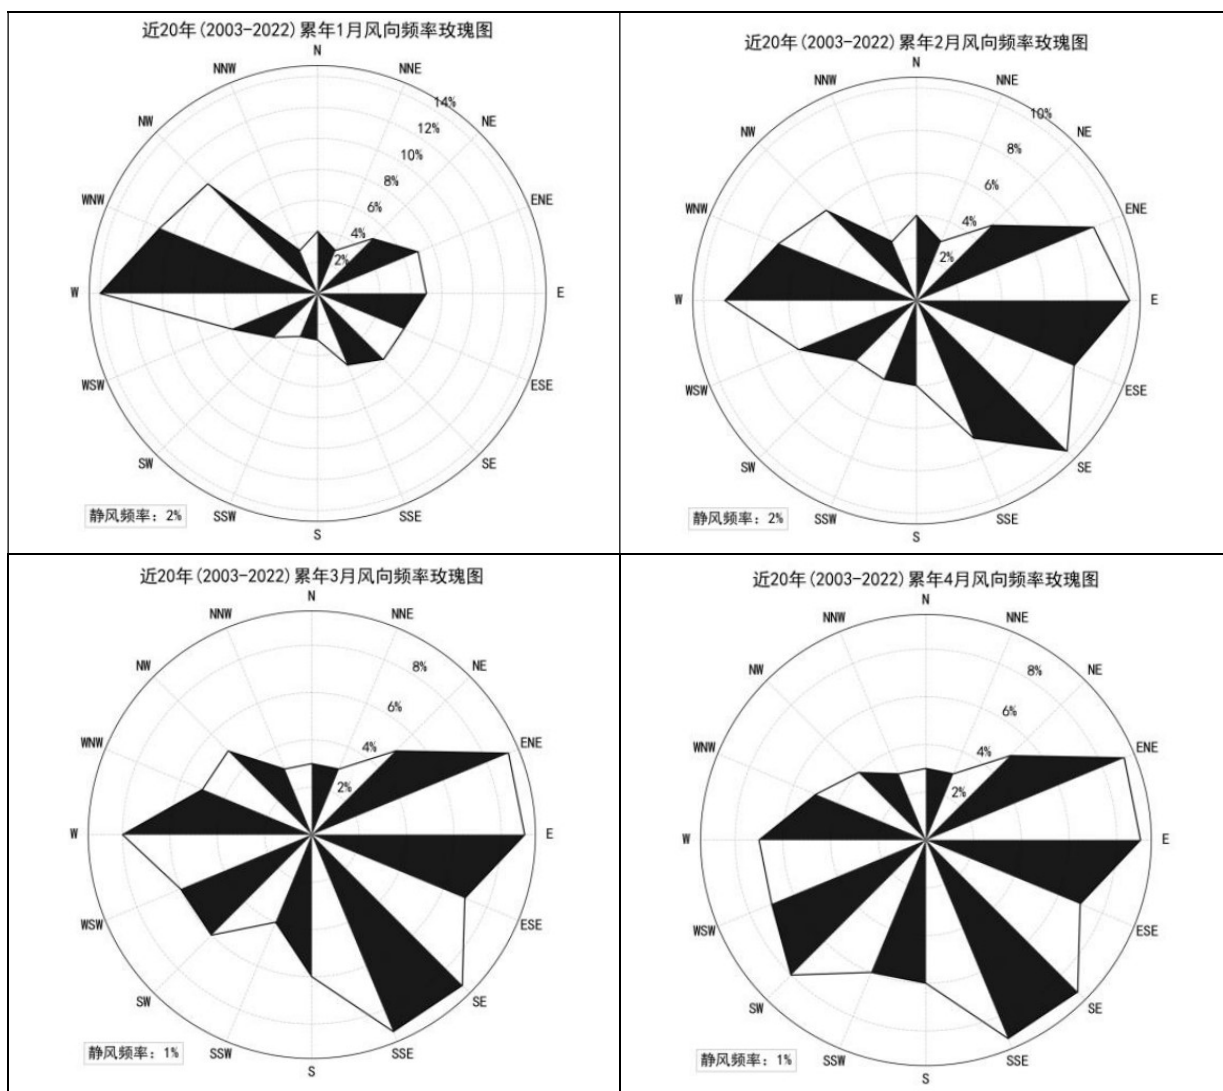 近20年(2003-2022)累年1月风向频率玫瑰图
N
NNW
NNE
14%
NW
NE
12%
10%
8%
WNW
ENE
6%
4%
2%
W
E
WSW
ESE
SW
SE
静风频率：2%
SSW
SSE
S
近20年(2003-2022)累年2月风向频率玫瑰图
N
NNW
NNE
10%
NW
NE
8%
6%
WNW
ENE
4%
2%
W
E
WSW
ESE
SW
SE
静风频率：2%
SSW
SSE
S
近20年(2003-2022)累年3月风向频率玫瑰图
N
NNW
NNE
8%
NW
NE
6%
WNW
ENE
4%
2%
W
E
WSW
ESE
SW
SE
静风频率：1%
SSW
SSE
S
近20年(2003-2022)累年4月风向频率玫瑰图
N
NNW
NNE
8%
NW
NE
6%
WNW
ENE
4%
2%
W
E
WSW
ESE
SW
SE
静风频率：1%
SSW
SSE
S